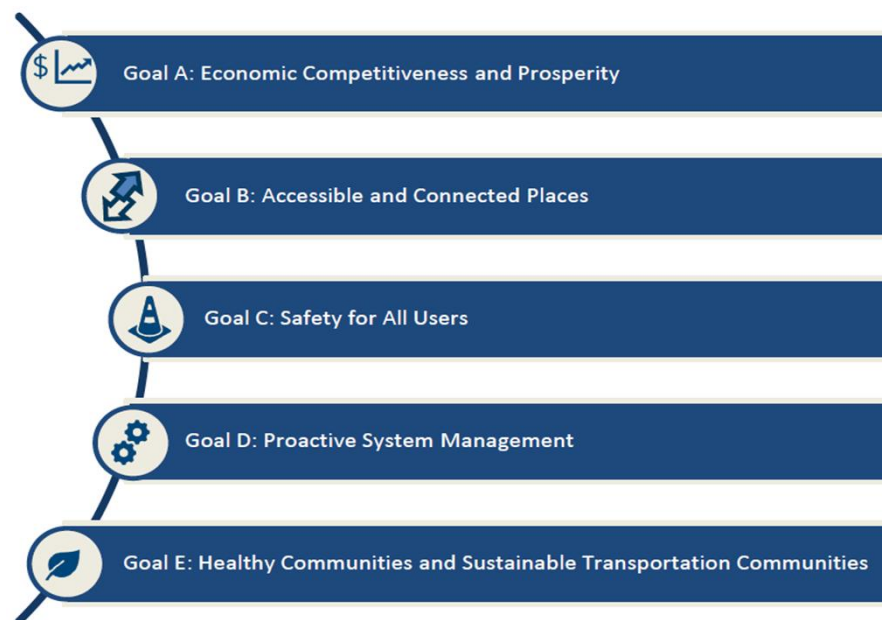 $
Goal A: Economic Competitiveness and Prosperity
Goal B: Accessible and Connected Places
Goal C: Safety for All Users
Goal D: Proactive System Management
Goal E: Healthy Communities and Sustainable Transportation Communities